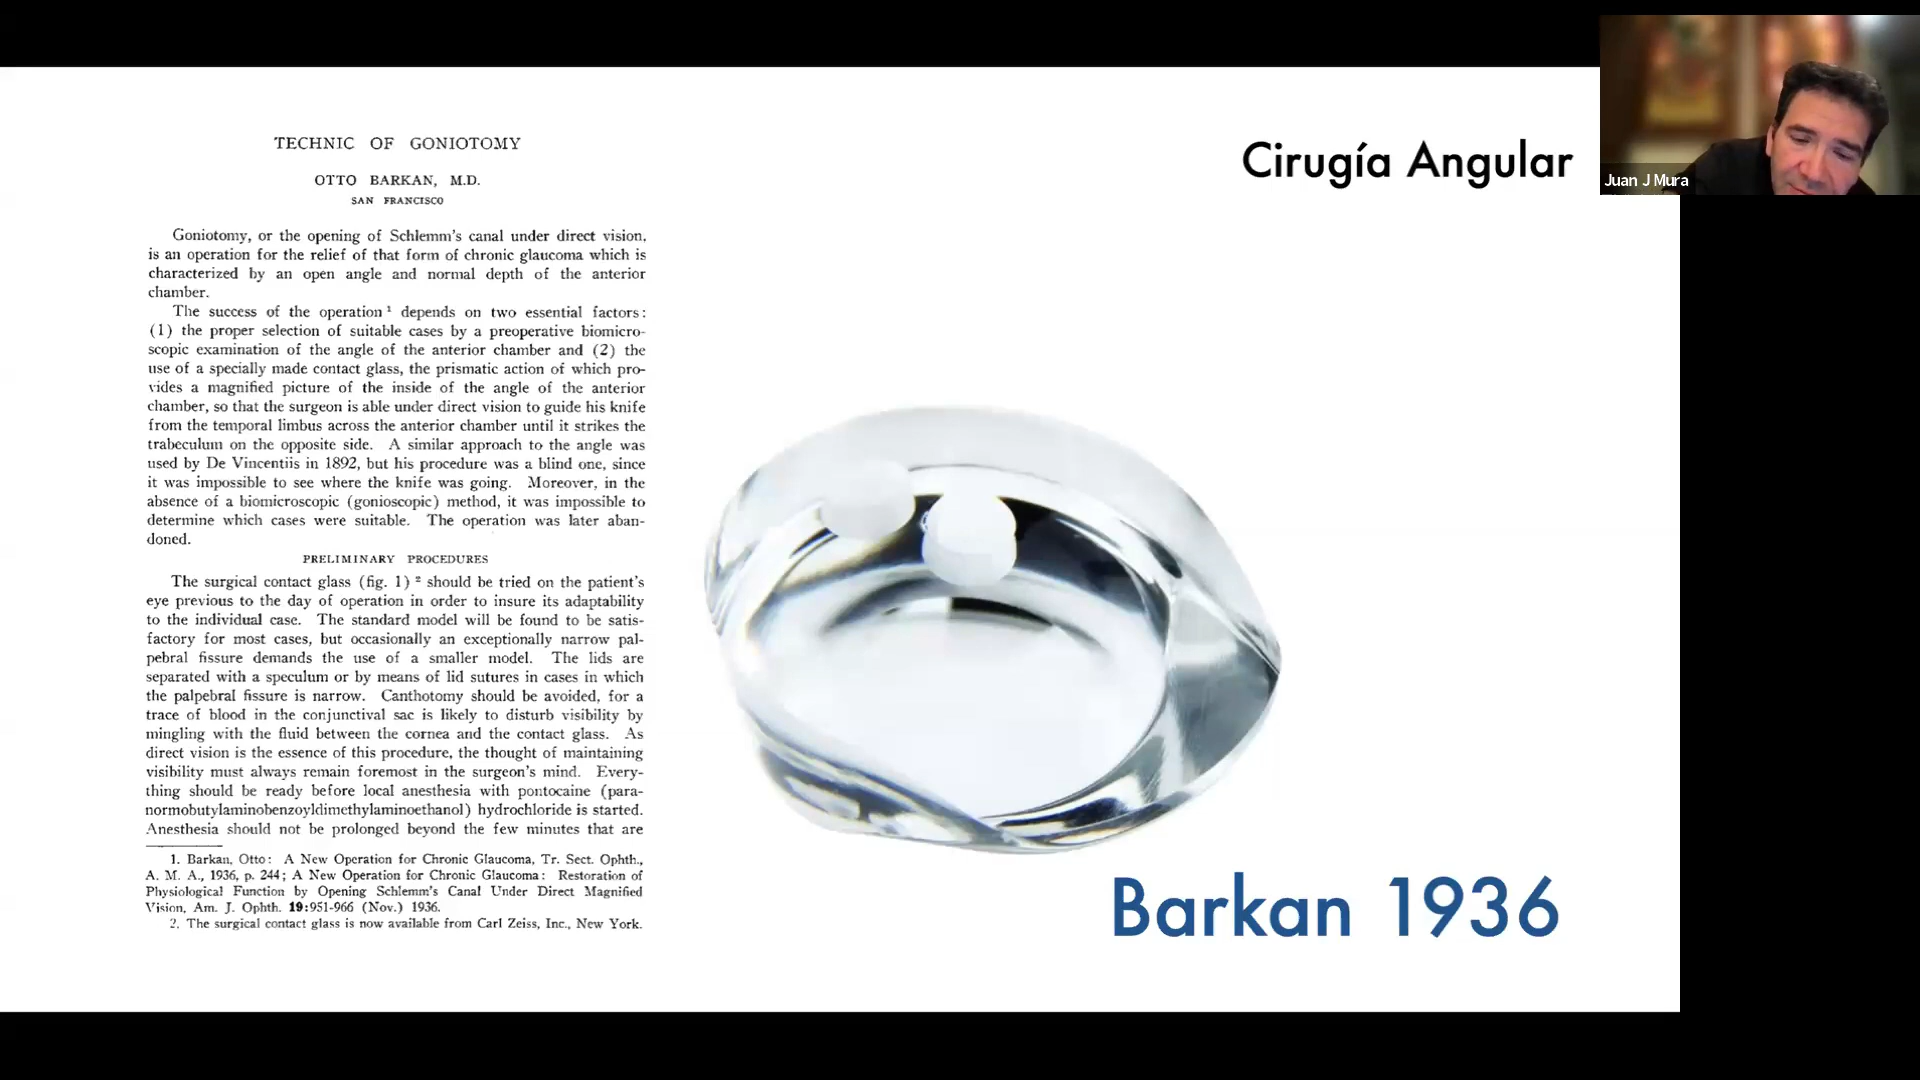 TECHNIC OF GONIOTOMY
OTTO BARKAN, M.D.
SAN FRANCISCO
Goniotomy, or the opening of Schlemm's canal under direct vision,
is an operation for the relief of that form of chronic glaucoma which is
characterized by an open angle and normal depth of the anterior
chamber.
The success of the operation ¹ depends on two essential factors:
(1) the proper selection of suitable cases by a preoperative biomicro-
scopic examination of the angle of the anterior chamber and (2) the
use of a specially made contact glass, the prismatic action of which pro-
vides a magnified picture of the inside of the angle of the anterior
chamber, so that the surgeon is able under direct vision to guide his knife
from the temporal limbus across the anterior chamber until it strikes the
trabeculum on the opposite side. A similar approach to the angle was
used by De Vincentiis in 1892, but his procedure was a blind one, since
it was impossible to see where the knife was going. Moreover, in the
absence of a biomicroscopic (gonioscopic) method, it was impossible to
determine which cases were suitable. The operation was later aban-
doned.
PRELIMINARY PROCEDURES
The surgical contact glass (fig. 1) ² should be tried on the patient's
eye previous to the day of operation in order to insure its adaptability
to the individual case. The standard model will be found to be satis-
factory for most cases, but occasionally an exceptionally narrow pal-
pebral fissure demands the use of a smaller model. The lids are
separated with a speculum or by means of lid sutures in cases in which
the palpebral fissure is narrow. Canthotomy should be avoided, for a
trace of blood in the conjunctival sac is likely to disturb visibility by
mingling with the fluid between the cornea and the contact glass. As
direct vision is the essence of this procedure, the thought of maintaining
visibility must always remain foremost in the surgeon's mind. Every-
thing should be ready before local anesthesia with pontocaine (para-
normobutylaminobenzoyldimethylaminoethanol) hydrochloride is started.
Anesthesia should not be prolonged beyond the few minutes that are
1. Barkan, Otto: A New Operation for Chronic Glaucoma, Tr. Sect. Ophth.,
A. M. A., 1936, p. 244; A New Operation for Chronic Glaucoma: Restoration of
Physiological Function by Opening Schlemm's Canal Under Direct Magnified
Vision, Am. J. Ophth. 19:951-966 (Nov.) 1936.
2. The surgical contact glass is now available from Carl Zeiss, Inc., New York.
Cirugía Angular
Barkan 1936
Juan J Mura